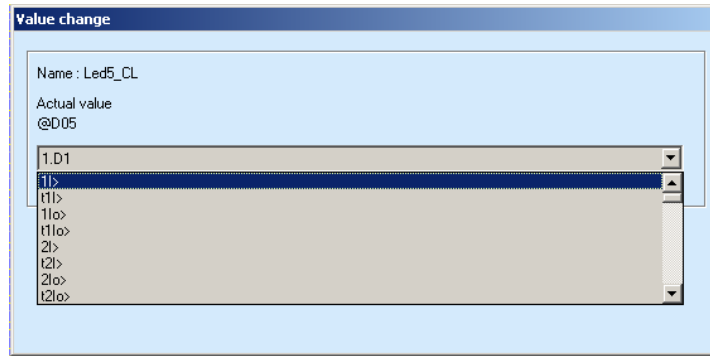 Value change
Name : Led5_CL
Actual value
@D05
1.D1
1I>
t1I>
1Io>
t1Io>
2I>
t2I>
2Io>
t2Io>